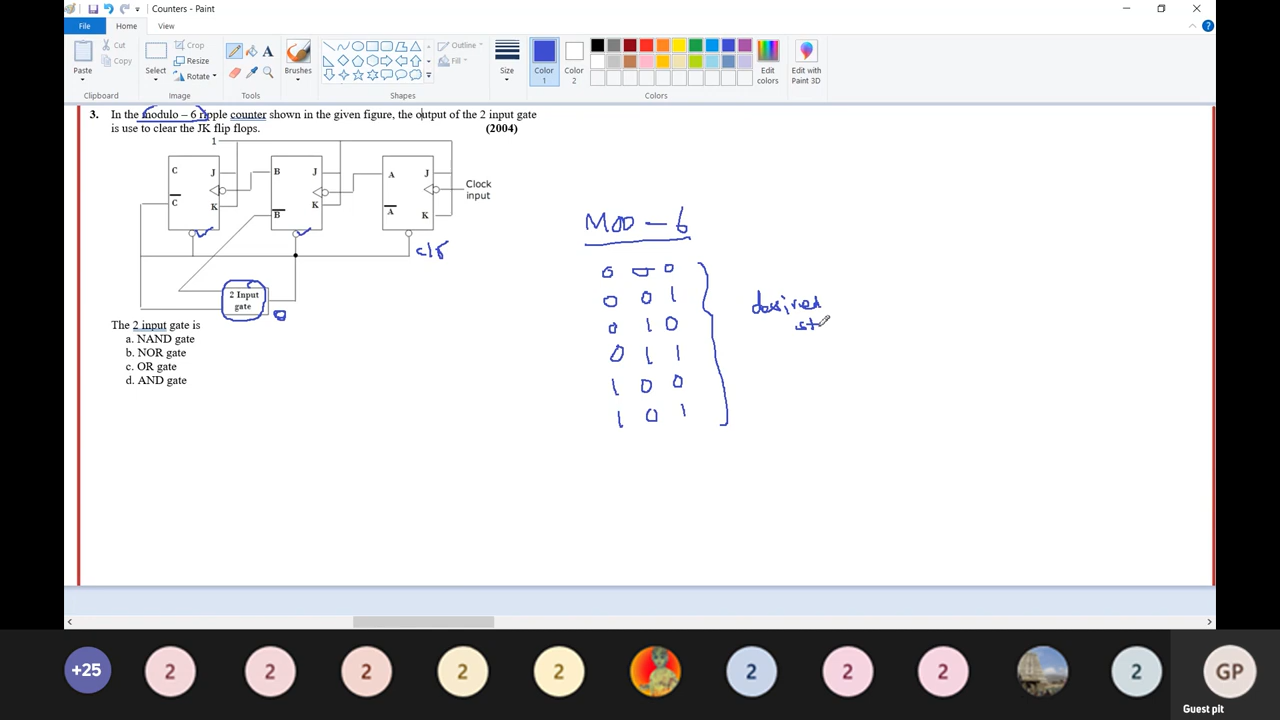 Counters - Paint
File
Home
View
Paste
Cut
Copy
Clipboard
Select
Crop
Resize
Rotate
Image
Tools
Brushes
Shapes
Outline
Fill
Size
Color
1
Color
2
Edit
colors
Colors
Edit with
Paint 3D
3. In the modulo – 6 ripple counter shown in the given figure, the output of the 2 input gate
is use to clear the JK flip flops. (2004)
1
C J B J A J
Clock
input
C K B K A K
clr
2 Input
gate
0
The 2 input gate is
a. NAND gate
b. NOR gate
c. OR gate
d. AND gate
MOD – 6
0 0 0
0 0 1
0 1 0
0 1 1
1 0 0
1 0 1
desired
st
+25
2
2
2
2
2
2
2
2
2
GP
Guest pit